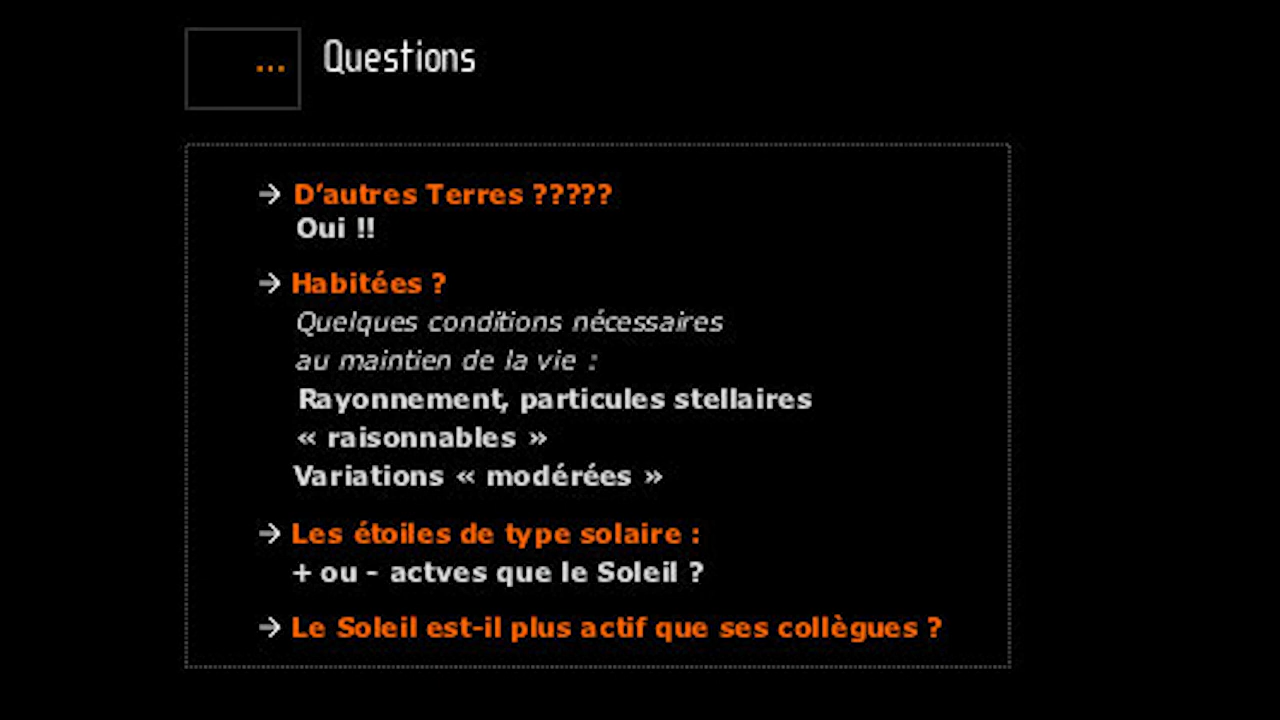 ... Questions
→ D'autres Terres ?????
Oui !!
→ Habitées ?
Quelques conditions nécessaires
au maintien de la vie :
Rayonnement, particules stellaires
« raisonnables »
Variations « modérées »
→ Les étoiles de type solaire :
+ ou - actves que le Soleil ?
→ Le Soleil est-il plus actif que ses collègues ?